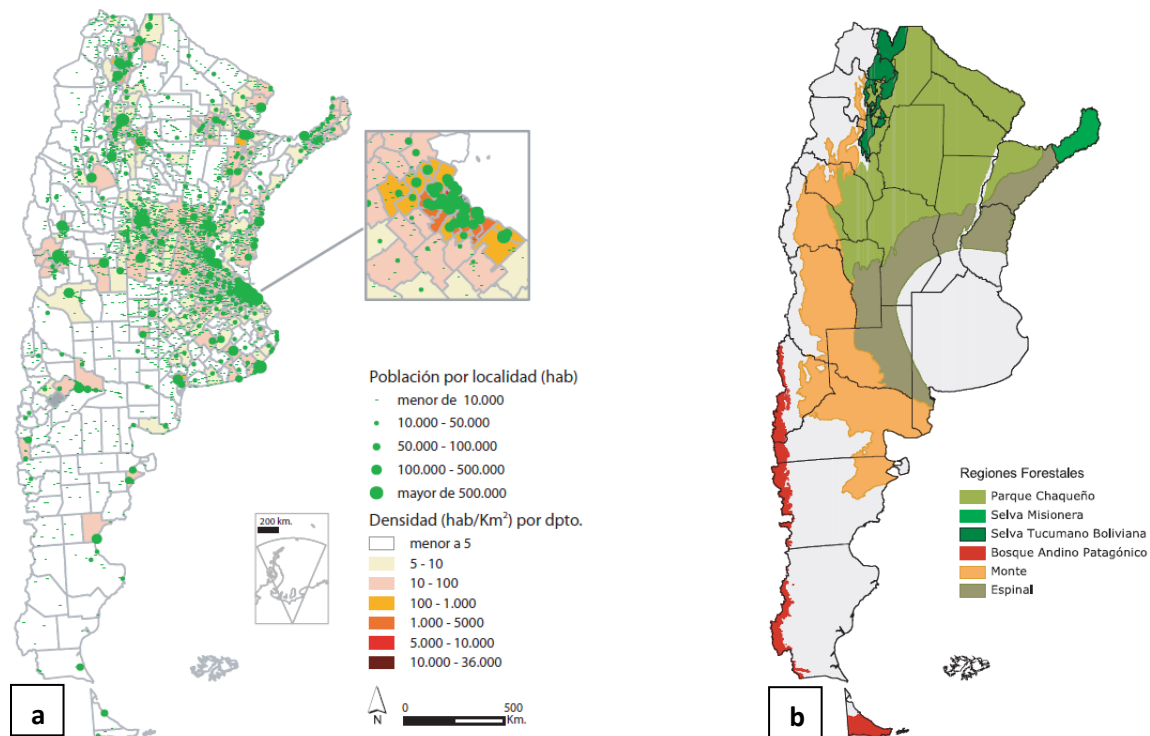 Población por localidad (hab)
menor de 10.000
10.000 - 50.000
50.000 - 100.000
100.000 - 500.000
mayor de 500.000
Densidad (hab/Km²) por dpto.
menor a 5
5 - 10
10 - 100
100 - 1.000
1.000 - 5000
5.000 - 10.000
10.000 - 36.000
200 km.
N
0 500
Km.
a
Regiones Forestales
Parque Chaqueño
Selva Misionera
Selva Tucumano Boliviana
Bosque Andino Patagónico
Monte
Espinal
b